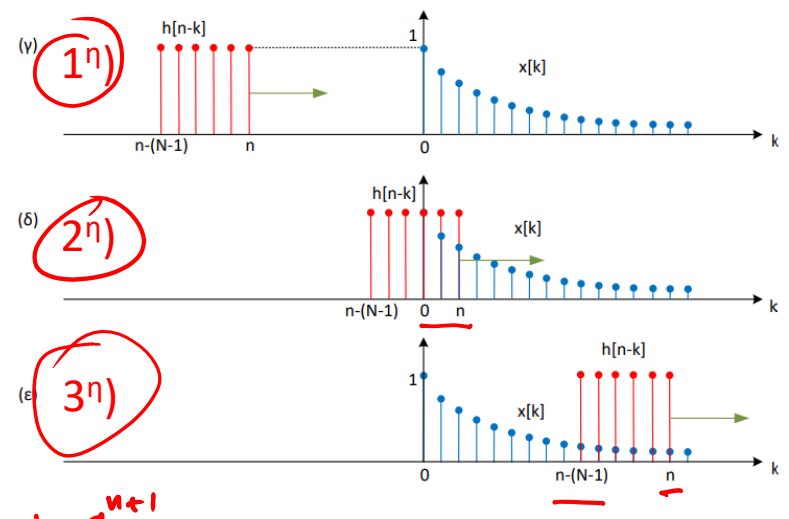 h[n-k]
(γ) 1η) 1 x[k]
n-(N-1) n 0 k
h[n-k]
(δ) 2η) x[k]
n-(N-1) 0 n k
h[n-k]
(ε 3η) 1 x[k]
0 n-(N-1) n k
n+1